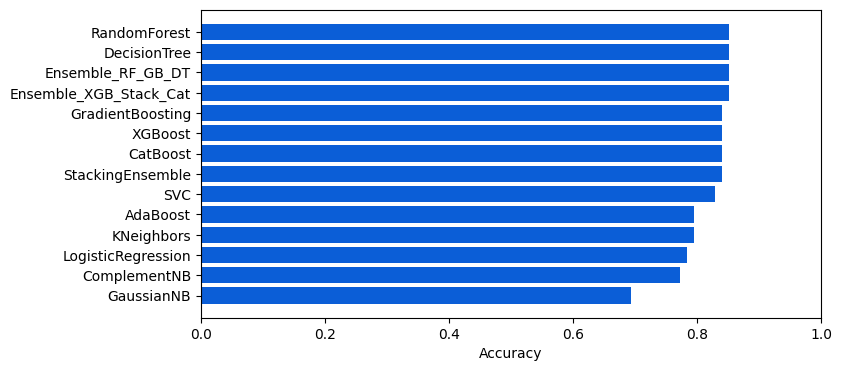 RandomForest
DecisionTree
Ensemble_RF_GB_DT
Ensemble_XGB_Stack_Cat
GradientBoosting
XGBoost
CatBoost
StackingEnsemble
SVC
AdaBoost
KNeighbors
LogisticRegression
ComplementNB
GaussianNB
0.0 0.2 0.4 0.6 0.8 1.0
Accuracy